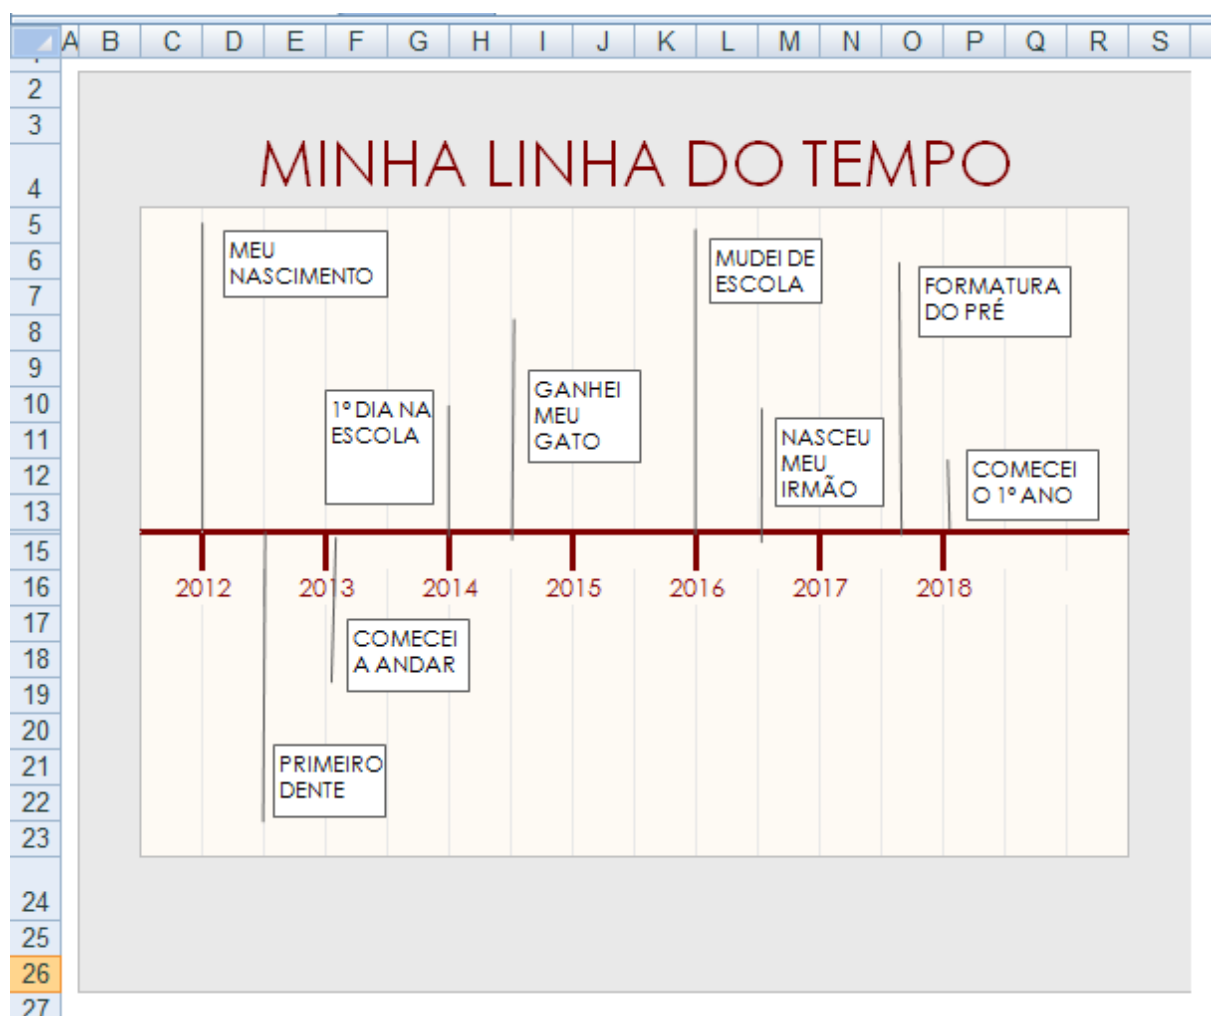 A B C D E F G H I J K L M N O P Q R S
2
3
MINHA LINHA DO TEMPO
4
5
MEU
NASCIMENTO
MUDEI DE
ESCOLA
6
FORMATURA
DO PRÉ
7
8
9
GANHEI
MEU
GATO
10
1º DIA NA
ESCOLA
11
NASCEU
MEU
IRMÃO
12
COMECEI
O 1º ANO
13
15
16
2012 2013 2014 2015 2016 2017 2018
17
COMECEI
A ANDAR
18
19
20
21
PRIMEIRO
DENTE
22
23
24
25
26
27